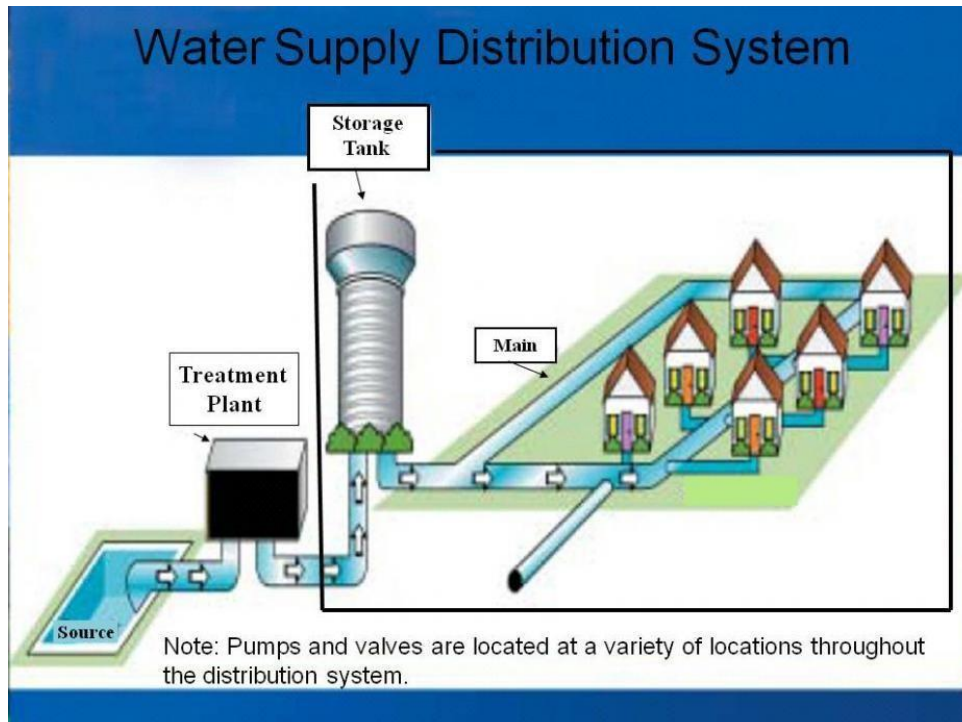 Water Supply Distribution System
Storage
Tank
Main
Treatment
Plant
Source
Note: Pumps and valves are located at a variety of locations throughout
the distribution system.